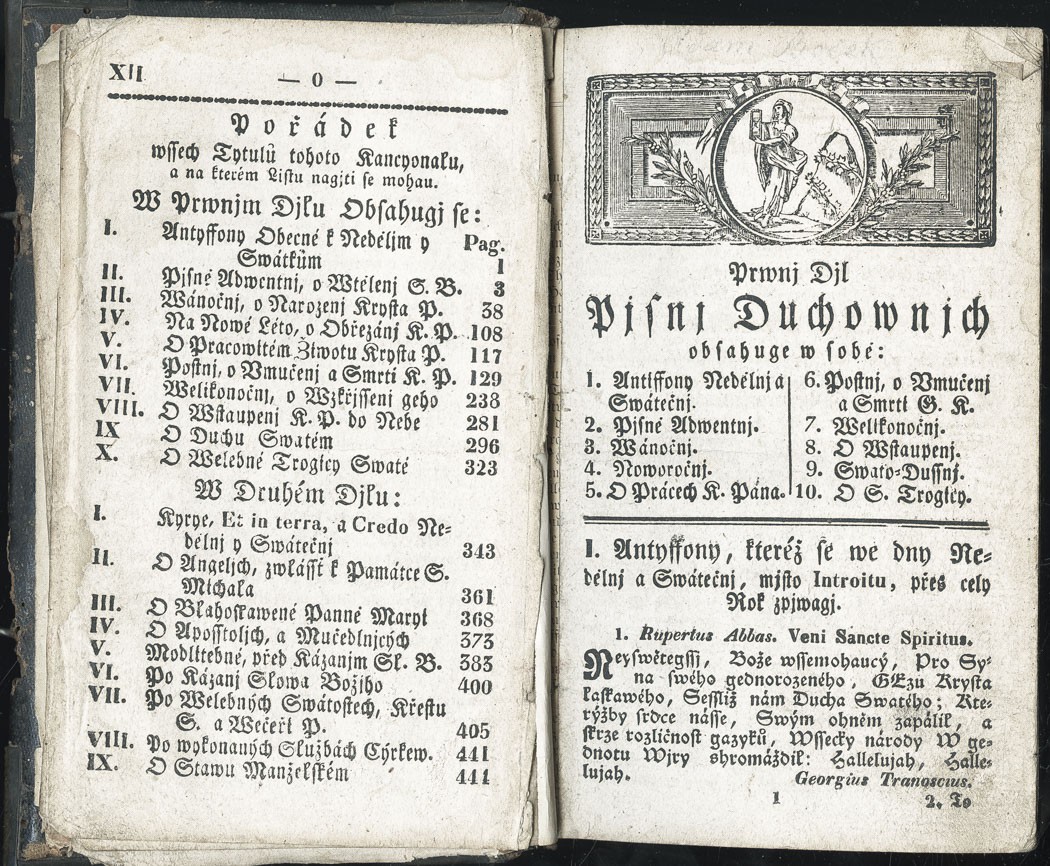 XII — 0 —
Pořádek
wssech Tytulů tohoto Kancyonalu,
a na kterém Listu nagjti se mohau.
W Prwnjm Djlu Obsahugj se:
I. Antyffony Obecné k Neděljm y Pag.
Swátkům 1
II. Pjsně Adwentnj, o Wtělenj S. B. 3
III. Wánočnj, o Narozenj Krysta P. 38
IV. Na Nowé Léto, o Obřezánj K. P. 108
V. O Pracowitém Žiwotu Krysta P. 117
VI. Postnj, o Vmučenj a Smrti K. P. 129
VII. Welikonočnj, o Wzkřjssenj geho 238
VIII. O Wstaupenj K. P. do Nebe 281
IX O Duchu Swatém 296
X. O Welebné Trogicy Swaté 323
W Druhém Djlu:
I. Kyrye, Et in terra, a Credo Ne-
dělnj y Swátečnj 343
II. O Angeljch, zwlásst k Památce S.
Michala 361
III. O Blahoslawené Panně Maryi 368
IV. O Aposstoljch, a Mučedlnjcych 373
V. Modlitebné, před Kázanjm Sl. B. 383
VI. Po Kázanj Slowa Božjho 400
VII. Po Welebných Swátostech, Křestu
S. a Wečeři P. 405
VIII. Po wykonaných Službách Cýrkew. 441
IX. O Stawu Manželském 444
Prwnj Djl
Pjsnj Duchownjch
obsahuge w sobě:
1. Antiffony Nedělnj a
Swátečnj.
2. Pjsně Adwentnj.
3. Wánočnj.
4. Noworočnj.
5. O Prácech K. Pána.
6. Postnj, o Vmučenj
a Smrti G. K.
7. Welikonočnj.
8. O Wstaupenj.
9. Swato-Dussnj.
10. O S. Trogicy.
I. Antyffony, kteréž se we dny Ne-
dělnj a Swátečnj, mjsto Introitu, přes cely
Rok zpjwagj.
1. Rupertus Abbas. Veni Sancte Spiritus.
Neyswětegssj, Bože wssemohaucý, Pro Sy-
na swého gednorozeného, GEzu Krysta
laskawého, Sessliž nám Ducha Swatého; Kte-
rýžby srdce násse, Swým ohněm zapálil, a
skrze rozličnost gazyků, Wssecky národy W ge-
dnotu Wjry shromáždil: Hallelujah, Halle-
lujah. Georgius Tranoscius.
1 2. To